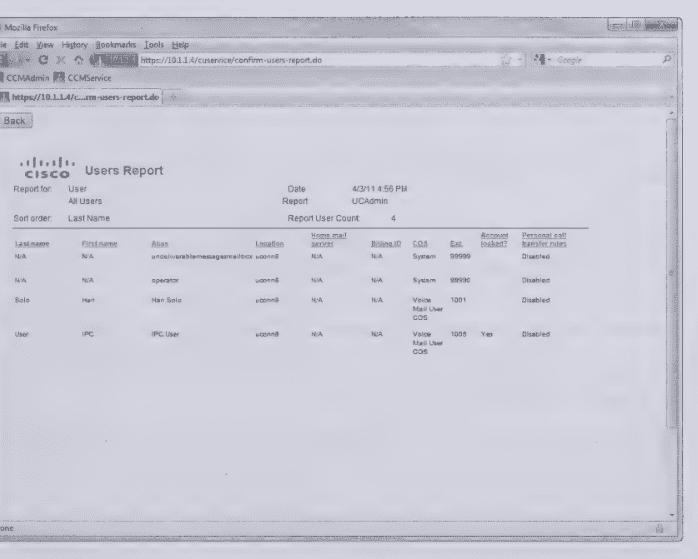 Mozilla Firefox
Edit View History Bookmarks Tools Help
https://10.1.1.4/cuservice/confirm-users-report.do
Google
CCMAdmin CCMService
https://10.1.1.4/c...rm-users-report.do
Back
CISCO Users Report
Report for: User Date 4/3/11 4:56 PM
All Users Report UCAdmin
Sort order: Last Name Report User Count: 4
Last name First name Alias Location Home mail server Billing ID COS Ext. Account locked? Personal call transfer rules
N/A N/A undeliverablemessagesmailbox uconn8 N/A N/A System 99999 Disabled
N/A N/A operator uconn8 N/A N/A System 99990 Disabled
Solo Han Han Solo uconn8 N/A N/A Voice Mail User COS 1001 Disabled
User IPC IPC User uconn8 N/A N/A Voice Mail User COS 1005 Yes Disabled